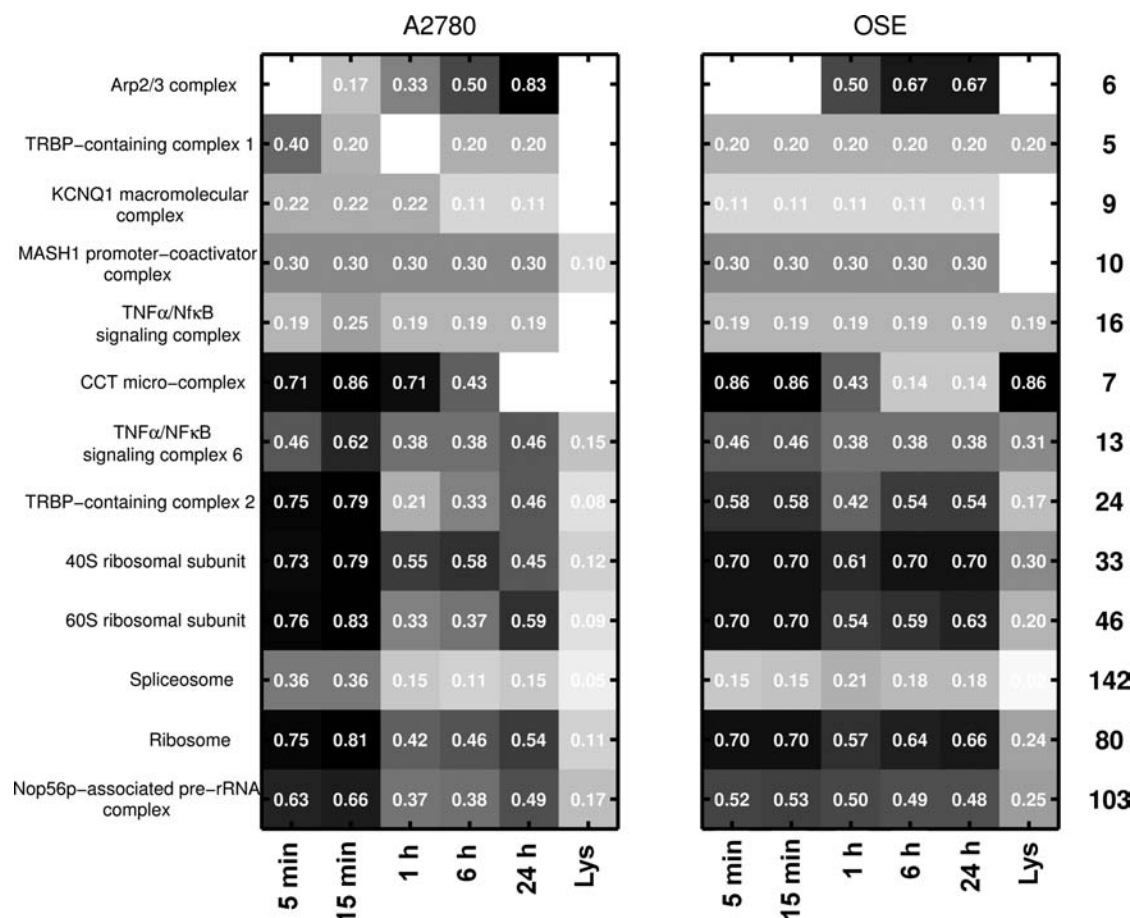 A2780 OSE
Arp2/3 complex 0.17 0.33 0.50 0.83 0.50 0.67 0.67 6
TRBP-containing complex 1 0.40 0.20 0.20 0.20 0.20 0.20 0.20 0.20 0.20 0.20 5
KCNQ1 macromolecular
complex 0.22 0.22 0.22 0.11 0.11 0.11 0.11 0.11 0.11 0.11 9
MASH1 promoter-coactivator
complex 0.30 0.30 0.30 0.30 0.30 0.10 0.30 0.30 0.30 0.30 0.30 10
TNFα/NfκB
signaling complex 0.19 0.25 0.19 0.19 0.19 0.19 0.19 0.19 0.19 0.19 0.19 16
CCT micro-complex 0.71 0.86 0.71 0.43 0.86 0.86 0.43 0.14 0.14 0.86 7
TNFα/NFκB
signaling complex 6 0.46 0.62 0.38 0.38 0.46 0.15 0.46 0.46 0.38 0.38 0.38 0.31 13
TRBP-containing complex 2 0.75 0.79 0.21 0.33 0.46 0.08 0.58 0.58 0.42 0.54 0.54 0.17 24
40S ribosomal subunit 0.73 0.79 0.55 0.58 0.45 0.12 0.70 0.70 0.61 0.70 0.70 0.30 33
60S ribosomal subunit 0.76 0.83 0.33 0.37 0.59 0.09 0.70 0.70 0.54 0.59 0.63 0.20 46
Spliceosome 0.36 0.36 0.15 0.11 0.15 0.05 0.15 0.15 0.21 0.18 0.18 142
Ribosome 0.75 0.81 0.42 0.46 0.54 0.11 0.70 0.70 0.57 0.64 0.66 0.24 80
Nop56p-associated pre-rRNA
complex 0.63 0.66 0.37 0.38 0.49 0.17 0.52 0.53 0.50 0.49 0.48 0.25 103
5 min 15 min 1 h 6 h 24 h Lys 5 min 15 min 1 h 6 h 24 h Lys